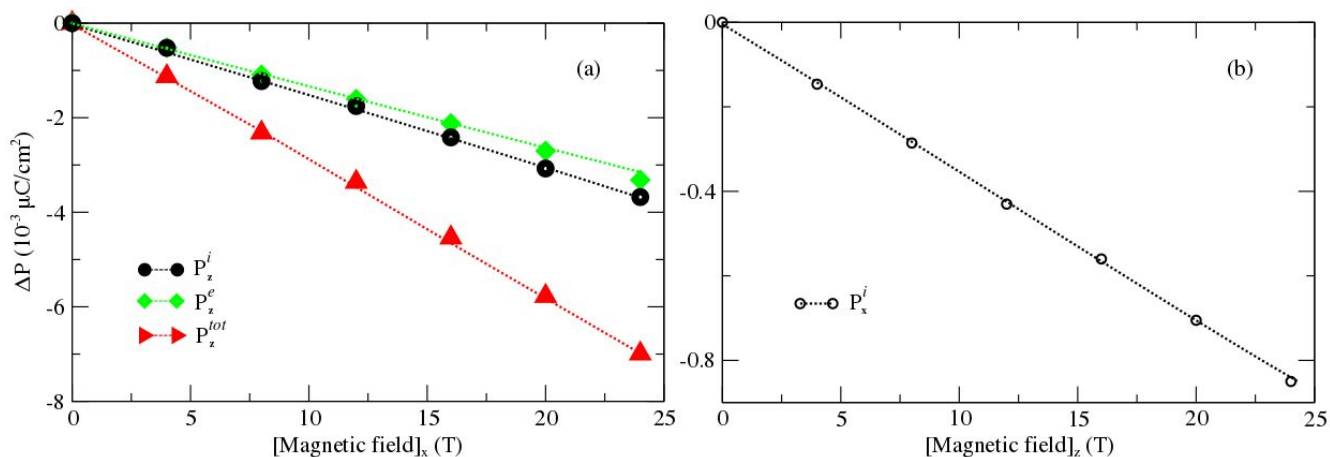 0
-2
-4
-6
-8
ΔP (10⁻³ μC/cm²)
(a)
P_z^i
P_z^e
P_z^tot
0 5 10 15 20 25
[Magnetic field]ₓ (T)
0
-0.4
-0.8
(b)
P_x^i
0 5 10 15 20 25
[Magnetic field]_z (T)